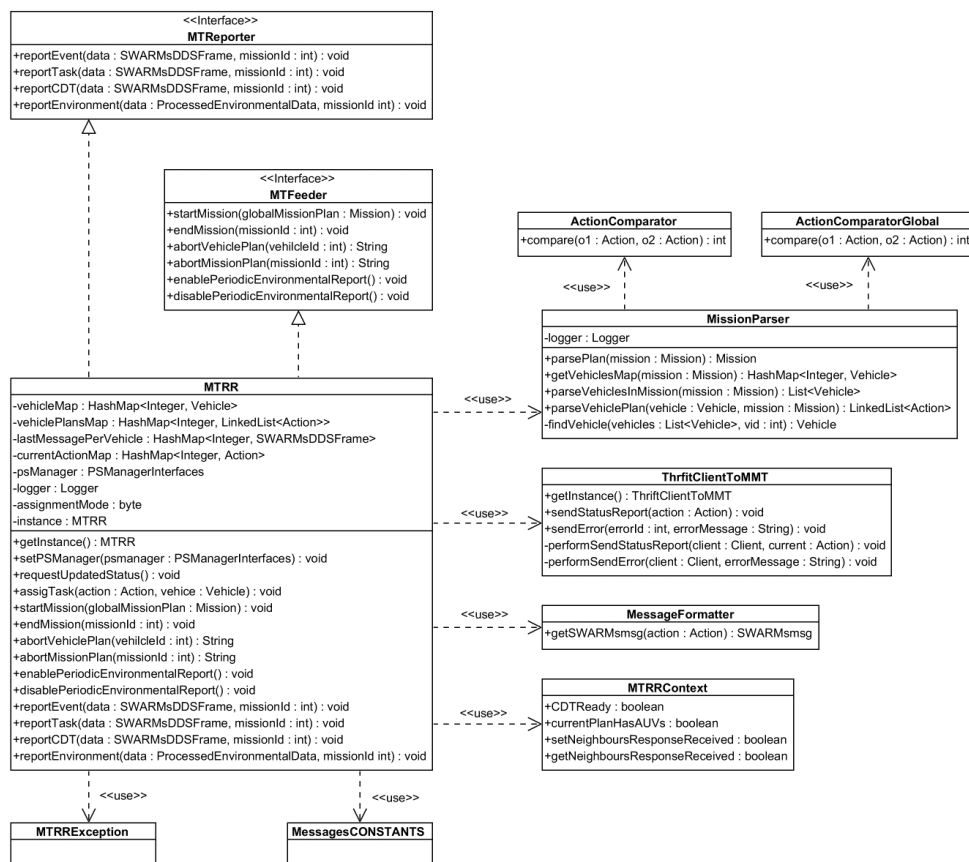 <<Interface>>
MTReporter
+reportEvent(data : SWARMsDDSFrame, missionId : int) : void
+reportTask(data : SWARMsDDSFrame, missionId : int) : void
+reportCDT(data : SWARMsDDSFrame, missionId : int) : void
+reportEnvironment(data : ProcessedEnvironmentalData, missionId int) : void
<<Interface>>
MTFeeder
+startMission(globalMissionPlan : Mission) : void
+endMission(missionId : int) : void
+abortVehiclePlan(vehilcleId : int) : String
+abortMissionPlan(missionId : int) : String
+enablePeriodicEnvironmentalReport() : void
+disablePeriodicEnvironmentalReport() : void
ActionComparator
+compare(o1 : Action, o2 : Action) : int
ActionComparatorGlobal
+compare(o1 : Action, o2 : Action) : int
<<use>>
<<use>>
MissionParser
-logger : Logger
+parsePlan(mission : Mission) : Mission
+getVehiclesMap(mission : Mission) : HashMap<Integer, Vehicle>
+parseVehiclesInMission(mission : Mission) : List<Vehicle>
+parseVehiclePlan(vehicle : Vehicle, mission : Mission) : LinkedList<Action>
-findVehicle(vehicles : List<Vehicle>, vid : int) : Vehicle
MTRR
-vehicleMap : HashMap<Integer, Vehicle>
-vehiclePlansMap : HashMap<Integer, LinkedList<Action>>
-lastMessagePerVehicle : HashMap<Integer, SWARMsDDSFrame>
-currentActionMap : HashMap<Integer, Action>
-psManager : PSManagerInterfaces
-logger : Logger
-assignmentMode : byte
-instance : MTRR
+getInstance() : MTRR
+setPSManager(psmanager : PSManagerInterfaces) : void
+requestUpdatedStatus() : void
+assigTask(action : Action, vehice : Vehicle) : void
+startMission(globalMissionPlan : Mission) : void
+endMission(missionId : int) : void
+abortVehiclePlan(vehilcleId : int) : String
+abortMissionPlan(missionId : int) : String
+enablePeriodicEnvironmentalReport() : void
+disablePeriodicEnvironmentalReport() : void
+reportEvent(data : SWARMsDDSFrame, missionId : int) : void
+reportTask(data : SWARMsDDSFrame, missionId : int) : void
+reportCDT(data : SWARMsDDSFrame, missionId : int) : void
+reportEnvironment(data : ProcessedEnvironmentalData, missionId int) : void
<<use>>
<<use>>
<<use>>
<<use>>
ThrfitClientToMMT
+getInstance() : ThriftClientToMMT
+sendStatusReport(action : Action) : void
+sendError(errorId : int, errorMessage : String) : void
-performSendStatusReport(client : Client, current : Action) : void
-performSendError(client : Client, errorMessage : String) : void
MessageFormatter
+getSWARMsmsg(action : Action) : SWARMsmsg
MTRRContext
+CDTReady : boolean
+currentPlanHasAUVs : boolean
+setNeighboursResponseReceived : boolean
+getNeighboursResponseReceived : boolean
<<use>>
<<use>>
MTRRException
MessagesCONSTANTS